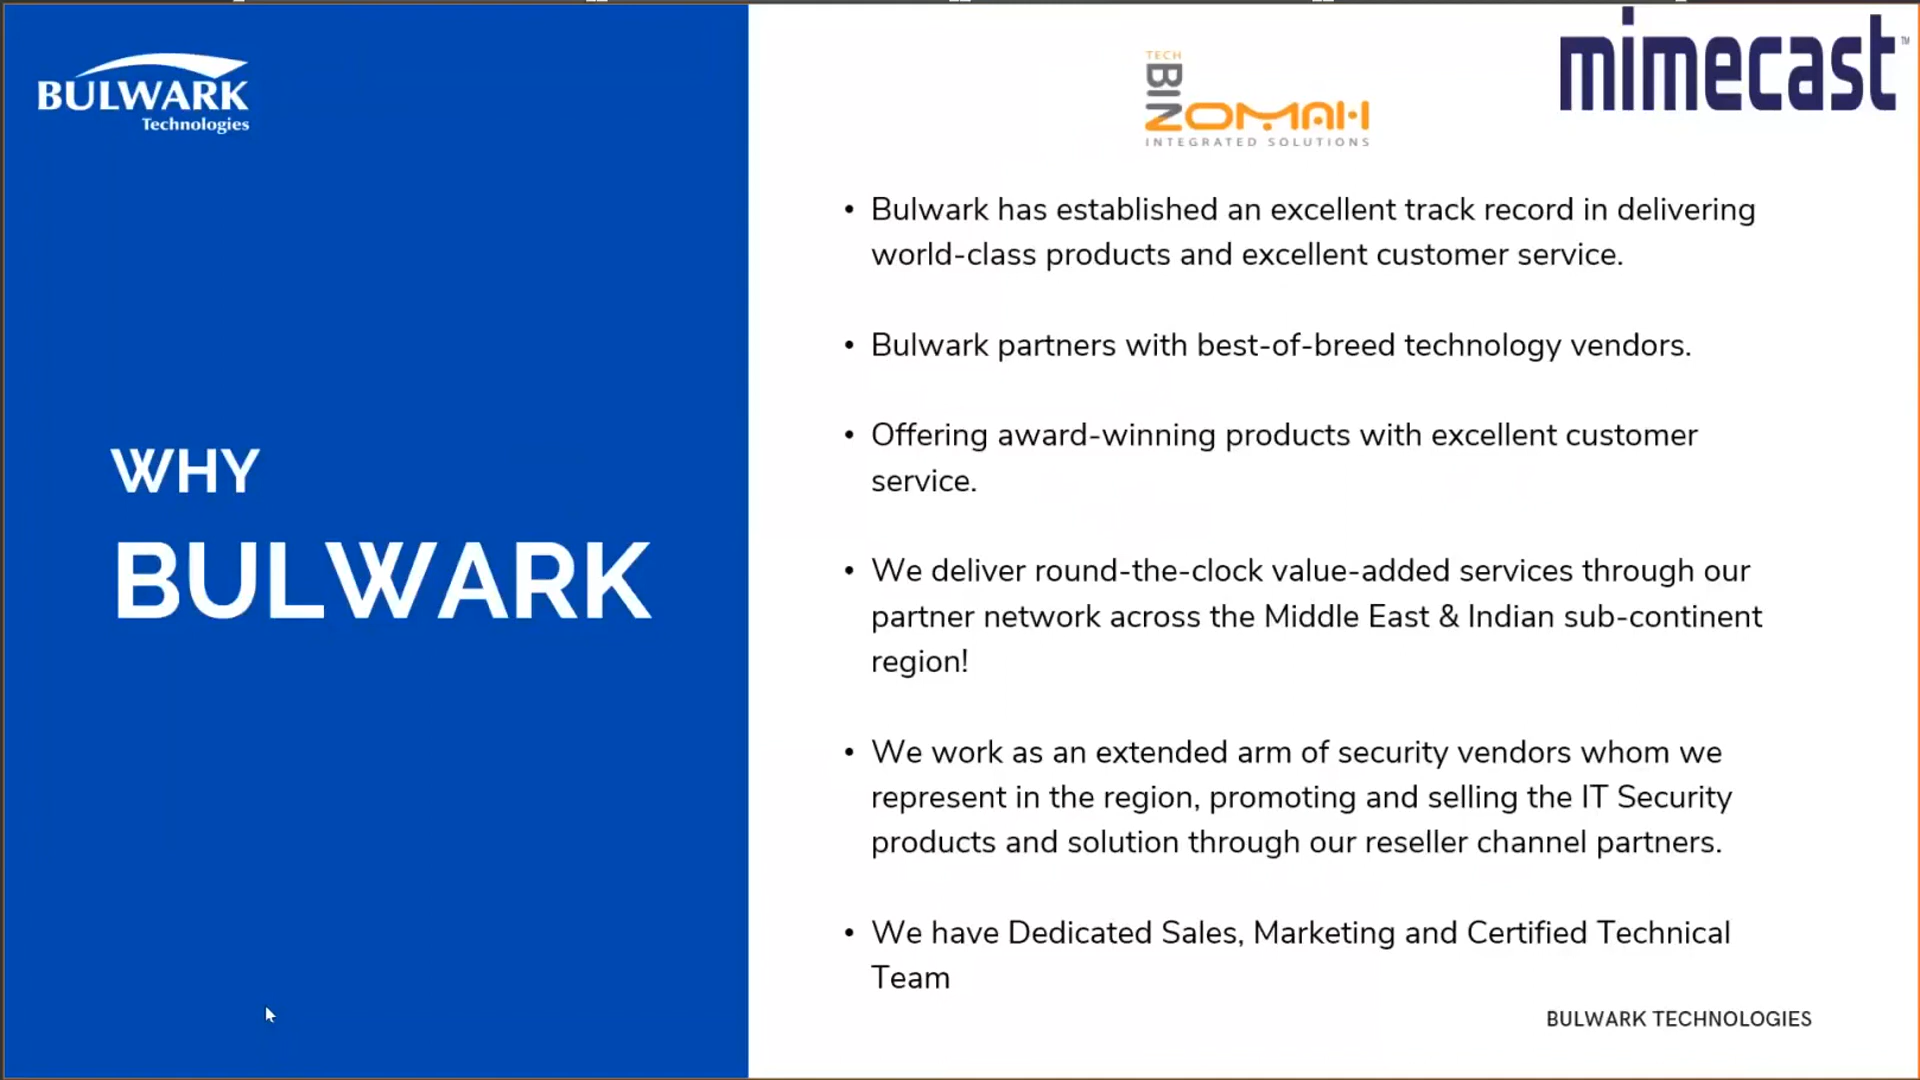 BULWARK
Technologies
TECH
BIN
ZOMAH
INTEGRATED SOLUTIONS
mimecast™
WHY
BULWARK
• Bulwark has established an excellent track record in delivering
world-class products and excellent customer service.
• Bulwark partners with best-of-breed technology vendors.
• Offering award-winning products with excellent customer
service.
• We deliver round-the-clock value-added services through our
partner network across the Middle East & Indian sub-continent
region!
• We work as an extended arm of security vendors whom we
represent in the region, promoting and selling the IT Security
products and solution through our reseller channel partners.
• We have Dedicated Sales, Marketing and Certified Technical
Team
BULWARK TECHNOLOGIES